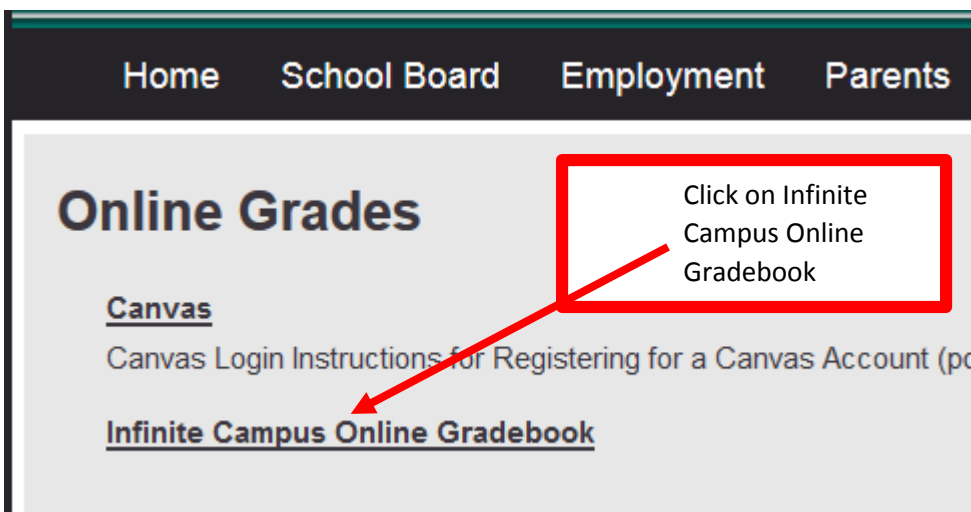 Home School Board Employment Parents
Online Grades
Click on Infinite
Campus Online
Gradebook
Canvas
Canvas Login Instructions for Registering for a Canvas Account
Infinite Campus Online Gradebook